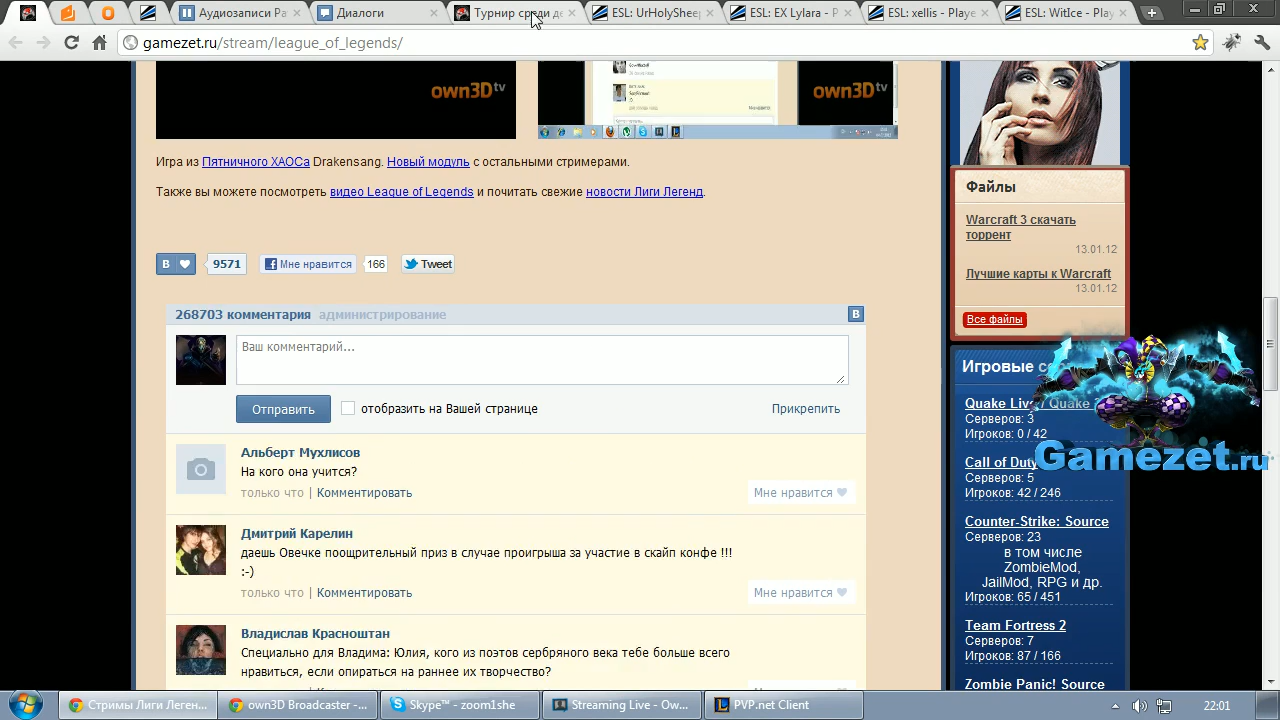 Аудиозаписи Ра
Диалоги
Турнир среди де
ESL: UrHolyShee
ESL: EX Lylara - P
ESL: xellis - Playe
ESL: WitIce - Play
gamezet.ru/stream/league_of_legends/
own3Dtv
own3Dtv
Игра из Пятничного ХАОСа Drakensang. Новый модуль с остальными стримерами.
Также вы можете посмотреть видео League of Legends и почитать свежие новости Лиги Легенд.
В
9571
Мне нравится
166
Tweet
268703 комментария администрирование
В
Ваш комментарий...
Отправить
отобразить на Вашей странице
Прикрепить
Альберт Мухлисов
На кого она учится?
только что | Комментировать
Мне нравится
Дмитрий Карелин
даешь Овечке поощрительный приз в случае проигрыша за участие в скайп конфе !!!
:-)
только что | Комментировать
Мне нравится
Владислав Красноштан
Специально для Владина: Юлия, кого из поэтов сербряного века тебе больше всего
нравиться, если опираться на раннее их творчество?
Файлы
Warcraft 3 скачать
торрент
13.01.12
Лучшие карты к Warcraft
13.01.12
Все файлы
Игровые
Quake Live / Quake
Серверов: 3
Игроков: 0 / 42
Call of Duty
Серверов: 5
Игроков: 42 / 246
Gamezet.ru
Counter-Strike: Source
Серверов: 23
в том числе
ZombieMod,
JailMod, RPG и др.
Игроков: 65 / 451
Team Fortress 2
Серверов: 7
Игроков: 87 / 166
Zombie Panic! Source
Стримы Лиги Леген...
own3D Broadcaster -...
Skype™ - zoom1she
Streaming Live - Ow...
PVP.net Client
22:01